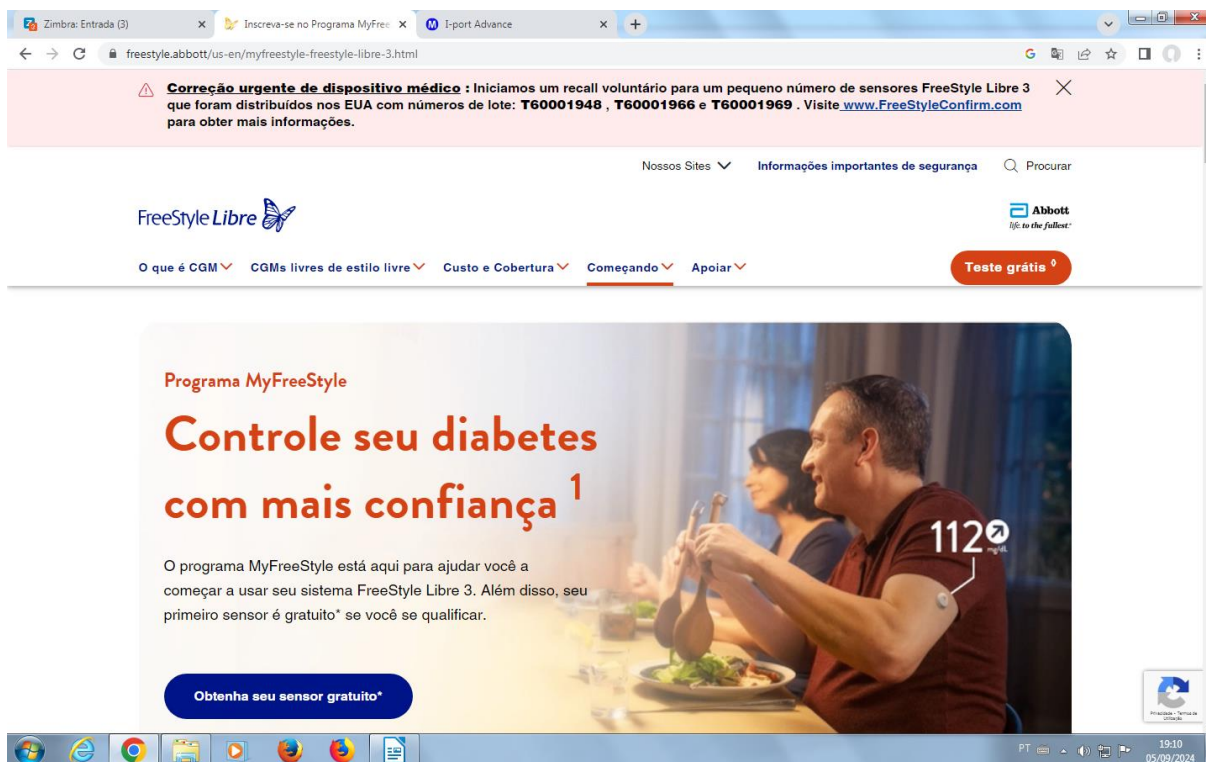 Zimbra: Entrada (3)
Inscreva-se no Programa MyFree
I-port Advance
freestyle.abbott/us-en/myfreestyle-freestyle-libre-3.html
Correção urgente de dispositivo médico : Iniciamos um recall voluntário para um pequeno número de sensores FreeStyle Libre 3
que foram distribuídos nos EUA com números de lote: T60001948 , T60001966 e T60001969 . Visite www.FreeStyleConfirm.com
para obter mais informações.
Nossos Sites Informações importantes de segurança Procurar
FreeStyle Libre
Abbott
life. to the fullest.
O que é CGM CGMs livres de estilo livre Custo e Cobertura Começando Apoiar Teste grátis ◊
Programa MyFreeStyle
Controle seu diabetes
com mais confiança 1
112
mg/dL
O programa MyFreeStyle está aqui para ajudar você a
começar a usar seu sistema FreeStyle Libre 3. Além disso, seu
primeiro sensor é gratuito* se você se qualificar.
Obtenha seu sensor gratuito*
Privacidade - Termos de
Utilização
PT
19:10
05/09/2024